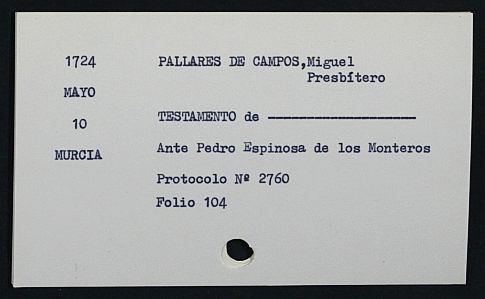 1724
MAYO
10
MURCIA
PALLARES DE CAMPOS,Miguel
Presbítero
TESTAMENTO de -------------------
Ante Pedro Espinosa de los Monteros
Protocolo Nº 2760
Folio 104